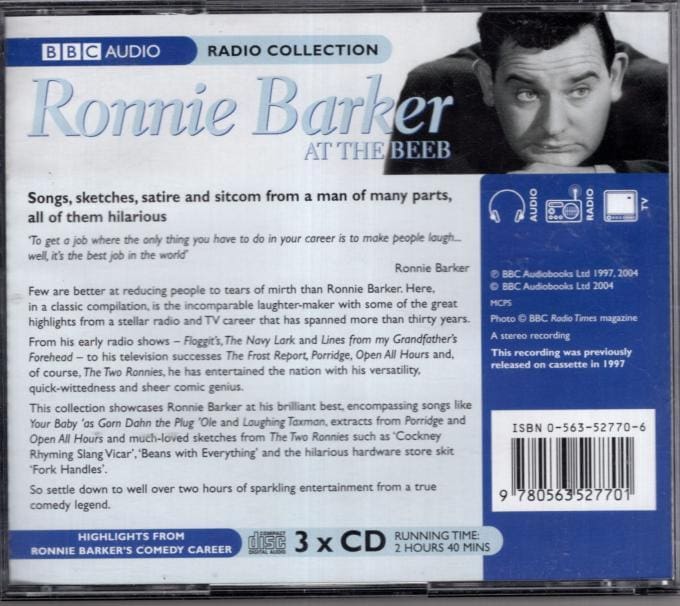 BBC AUDIO
RADIO COLLECTION
Ronnie Barker
AT THE BEEB
Songs, sketches, satire and sitcom from a man of many parts,
all of them hilarious
'To get a job where the only thing you have to do in your career is to make people laugh...
well, it's the best job in the world'
Ronnie Barker
Few are better at reducing people to tears of mirth than Ronnie Barker. Here,
in a classic compilation, is the incomparable laughter-maker with some of the great
highlights from a stellar radio and TV career that has spanned more than thirty years.
From his early radio shows – Floggit's, The Navy Lark and Lines from my Grandfather's
Forehead – to his television successes The Frost Report, Porridge, Open All Hours and,
of course, The Two Ronnies, he has entertained the nation with his versatility,
quick-wittedness and sheer comic genius.
This collection showcases Ronnie Barker at his brilliant best, encompassing songs like
Your Baby 'as Gorn Dahn the Plug 'Ole and Laughing Taxman, extracts from Porridge and
Open All Hours and much-loved sketches from The Two Ronnies such as 'Cockney
Rhyming Slang Vicar', 'Beans with Everything' and the hilarious hardware store skit
'Fork Handles'.
So settle down to well over two hours of sparkling entertainment from a true
comedy legend.
HIGHLIGHTS FROM
RONNIE BARKER'S COMEDY CAREER
COMPACT
disc
DIGITAL AUDIO
3 x CD
RUNNING TIME:
2 HOURS 40 MINS
AUDIO
RADIO
TV
℗ BBC Audiobooks Ltd 1997, 2004
© BBC Audiobooks Ltd 2004
MCPS
Photo © BBC Radio Times magazine
A stereo recording
This recording was previously
released on cassette in 1997
ISBN 0-563-52770-6
9 780563 527701